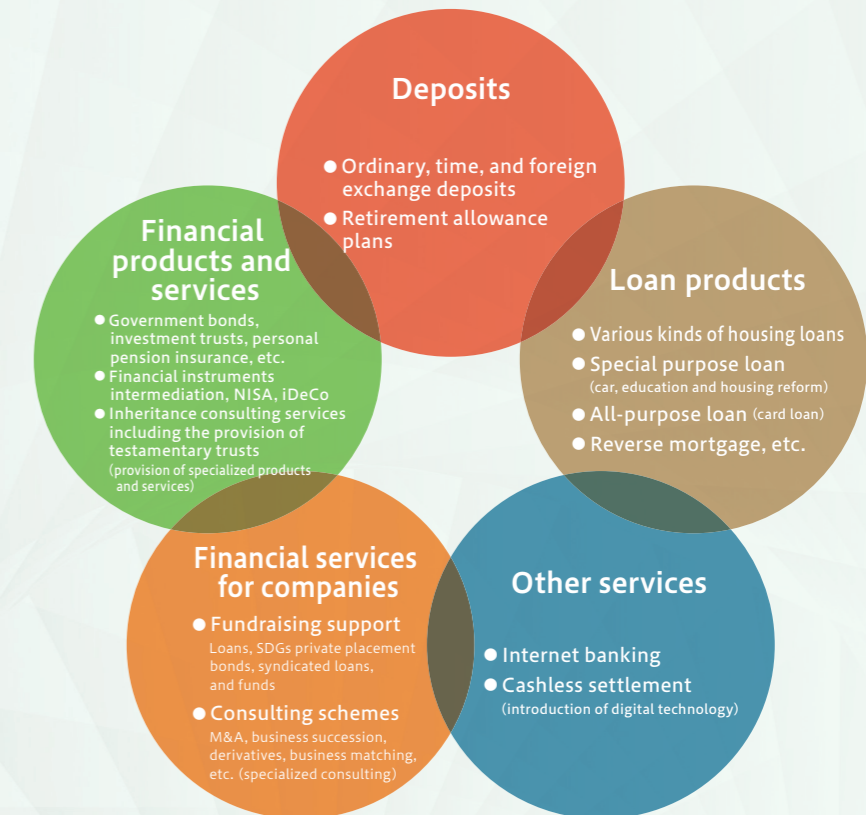 Deposits
● Ordinary, time, and foreign
exchange deposits
● Retirement allowance
plans
Financial
products and
services
● Government bonds,
investment trusts, personal
pension insurance, etc.
● Financial instruments
intermediation, NISA, iDeCo
● Inheritance consulting services
including the provision of
testamentary trusts
(provision of specialized products
and services)
Loan products
● Various kinds of housing loans
● Special purpose loan
(car, education and housing reform)
● All-purpose loan (card loan)
● Reverse mortgage, etc.
Financial services
for companies
● Fundraising support
Loans, SDGs private placement
bonds, syndicated loans,
and funds
● Consulting schemes
M&A, business succession,
derivatives, business matching,
etc. (specialized consulting)
Other services
● Internet banking
● Cashless settlement
(introduction of digital technology)